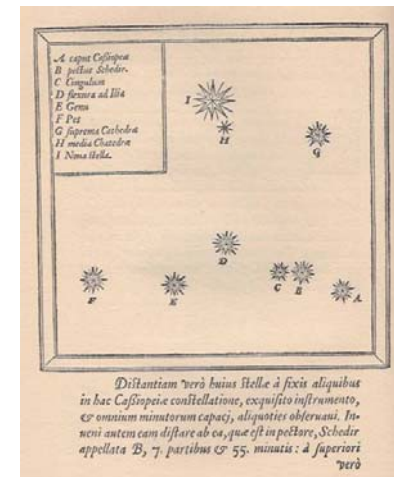 A caput Cassiopeæ
B pectus Schedir.
C Cingulum
D flexura ad Ilia
E Genu
F Pes
G suprema Cathedræ
H media Chatedræ
I Noua stella.
I
H
G
D
C B
F E A
Distantiam verò huius stellæ à fixis aliquibus
in hac Cassiopeiæ constellatione, exquisito instrumento,
& omnium minutorum capacj, aliquoties obseruaui. In-
ueni autem eam distare ab ea, quæ est in pectore, Schedir
appellata B, 7. partibus & 55. minutis : à superiori
verò